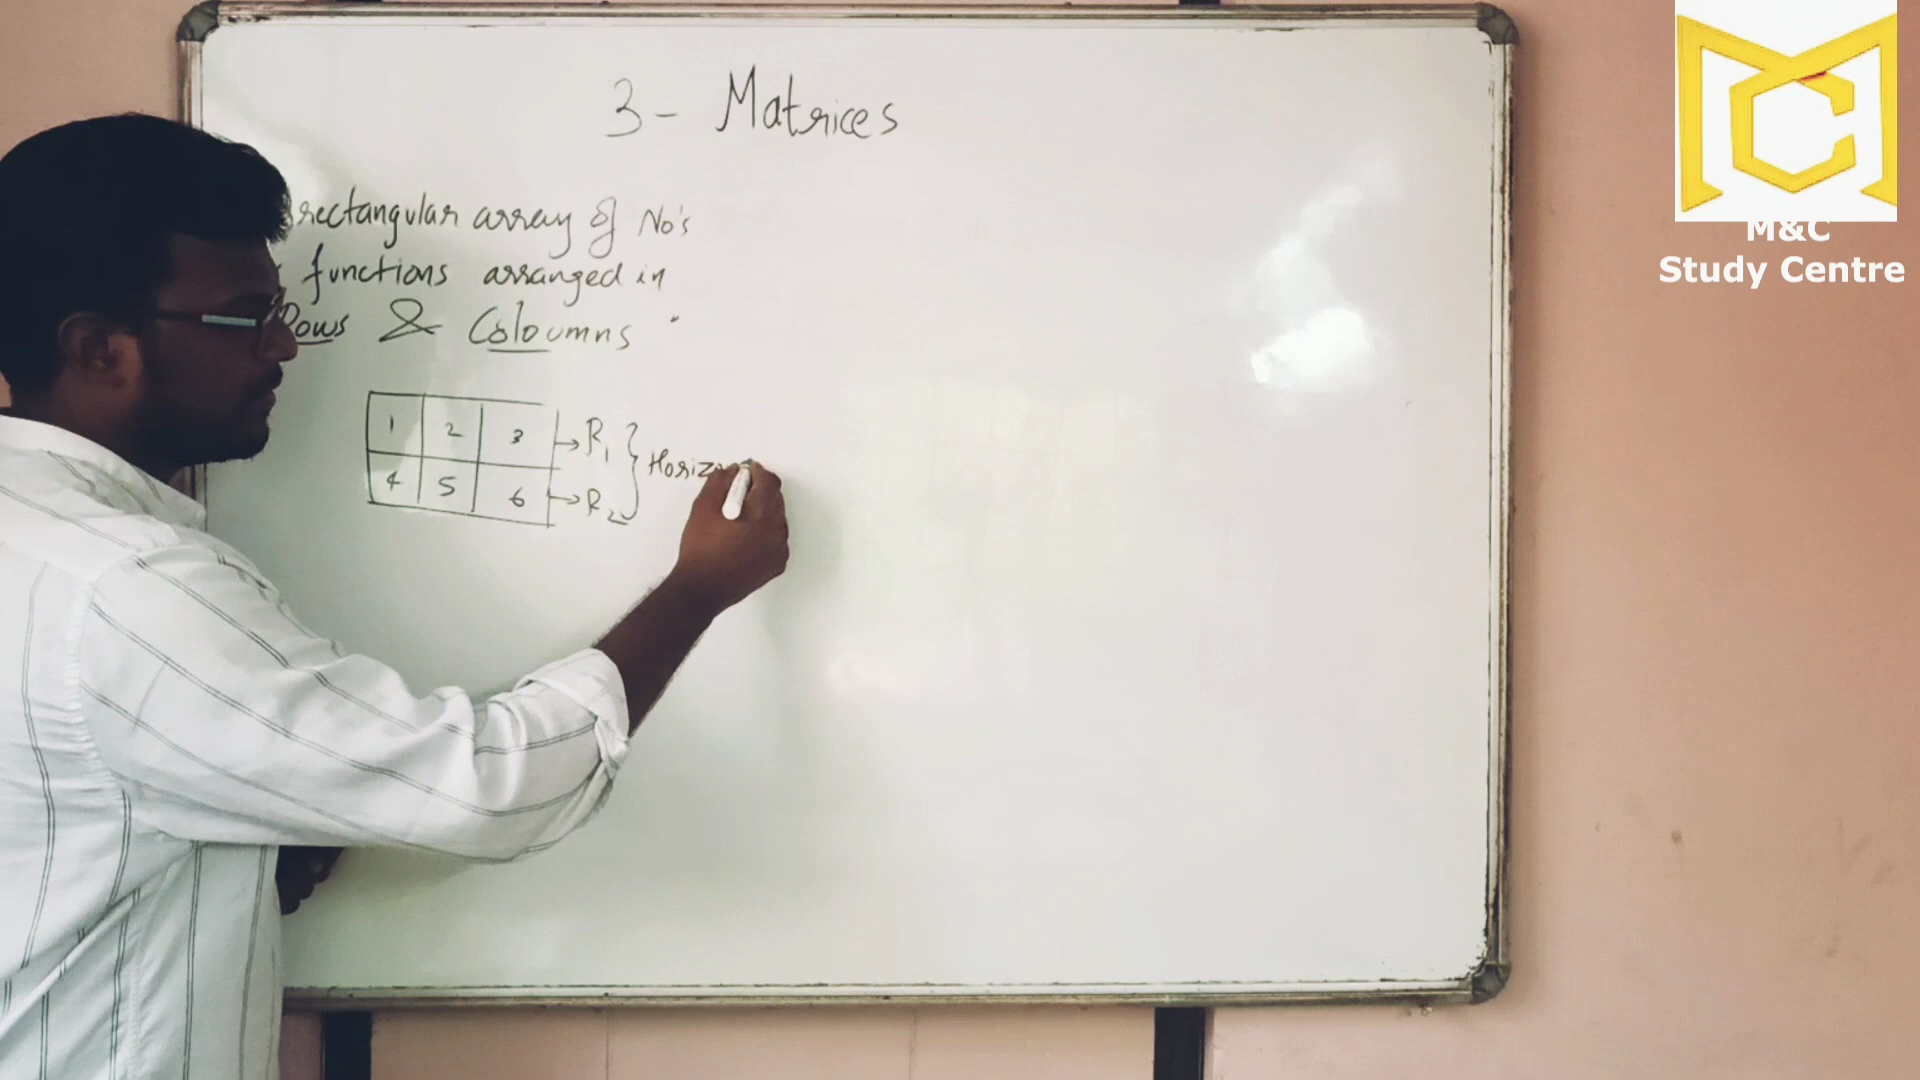 3 - Matrices
rectangular array of No's
functions arranged in
Rows & Coloumns "
1 2 3 → R1
4 5 6 → R2
} Horiz
M&C
Study Centre